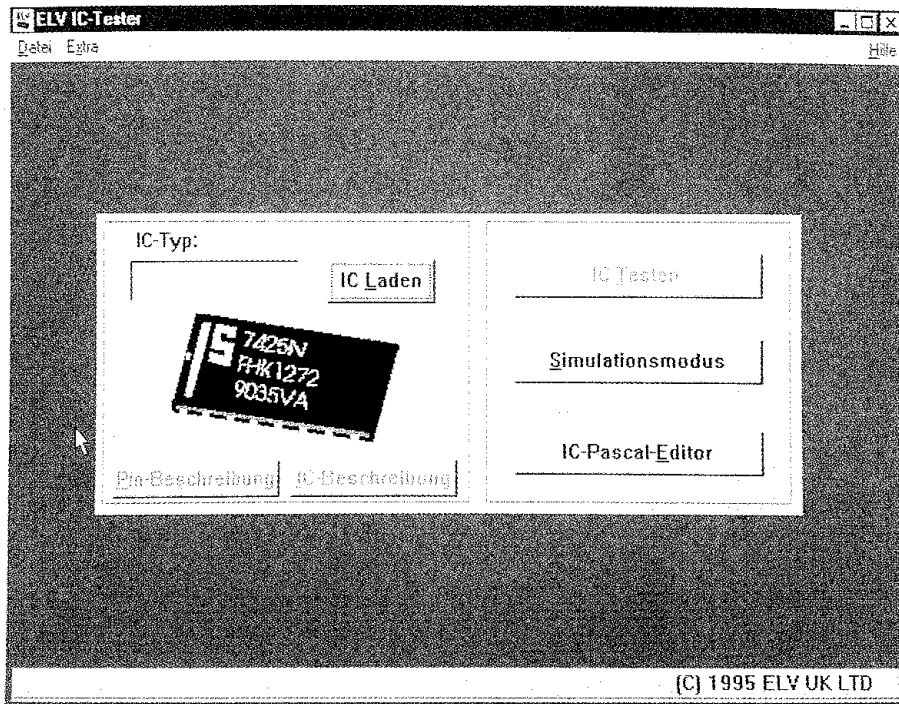 ELV IC-Tester
Datei Extra Hilfe
IC-Typ:
IC Laden
7425N
FHK1272
9035VA
Pin-Beschreibung IC-Beschreibung
IC Testen
Simulationsmodus
IC-Pascal-Editor
(C) 1995 ELV UK LTD